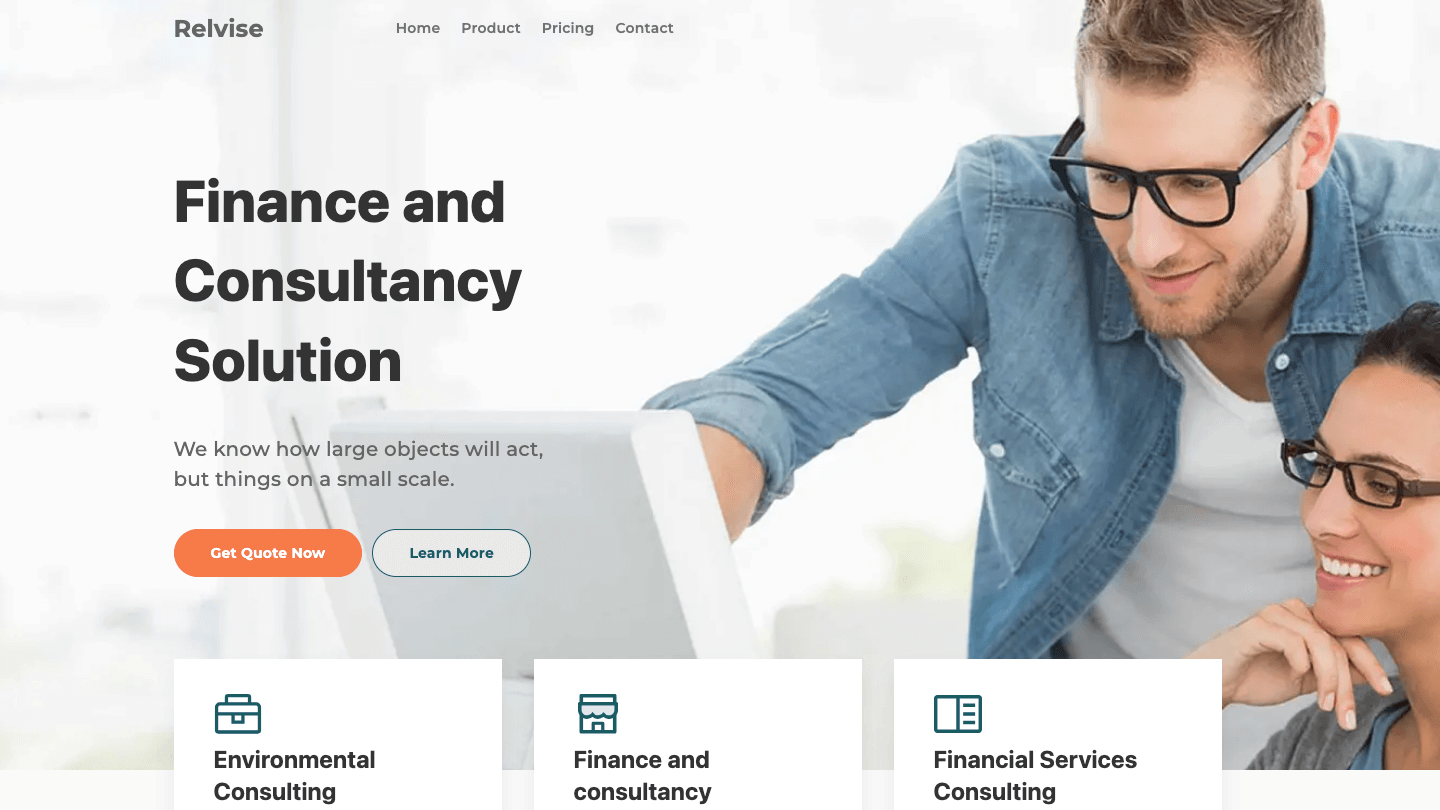 Relvise
Home Product Pricing Contact
Finance and
Consultancy
Solution
We know how large objects will act,
but things on a small scale.
Get Quote Now
Learn More
Environmental
Consulting
Finance and
consultancy
Financial Services
Consulting